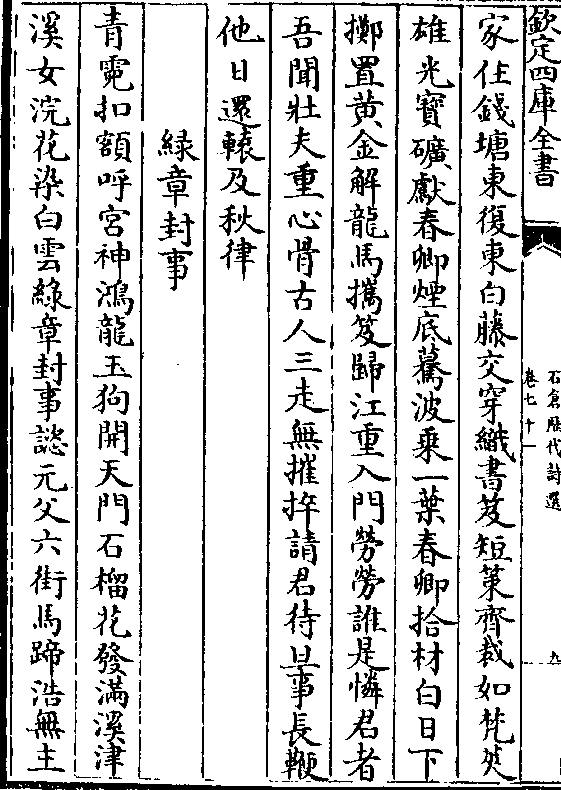 欽定四庫全書
石倉歴代詩選
卷七十一
九
家住錢塘東復東白藤交穿織書笈短策齊裁如梵夾
雄光寳礦獻春卿煙底驀波乗一葉春卿拾材白日下
擲置黄金解龍馬攜笈歸江重入門勞勞誰是憐君者
吾聞壯夫重心骨古人三走無摧捽請君待旦事長鞭
他日還轅及秋律
緑章封事
青霓扣額呼宮神鴻龍玉狗開天門石榴花發滿溪津
溪女浣花染白雲緑章封事諮元父六街馬蹄浩無主